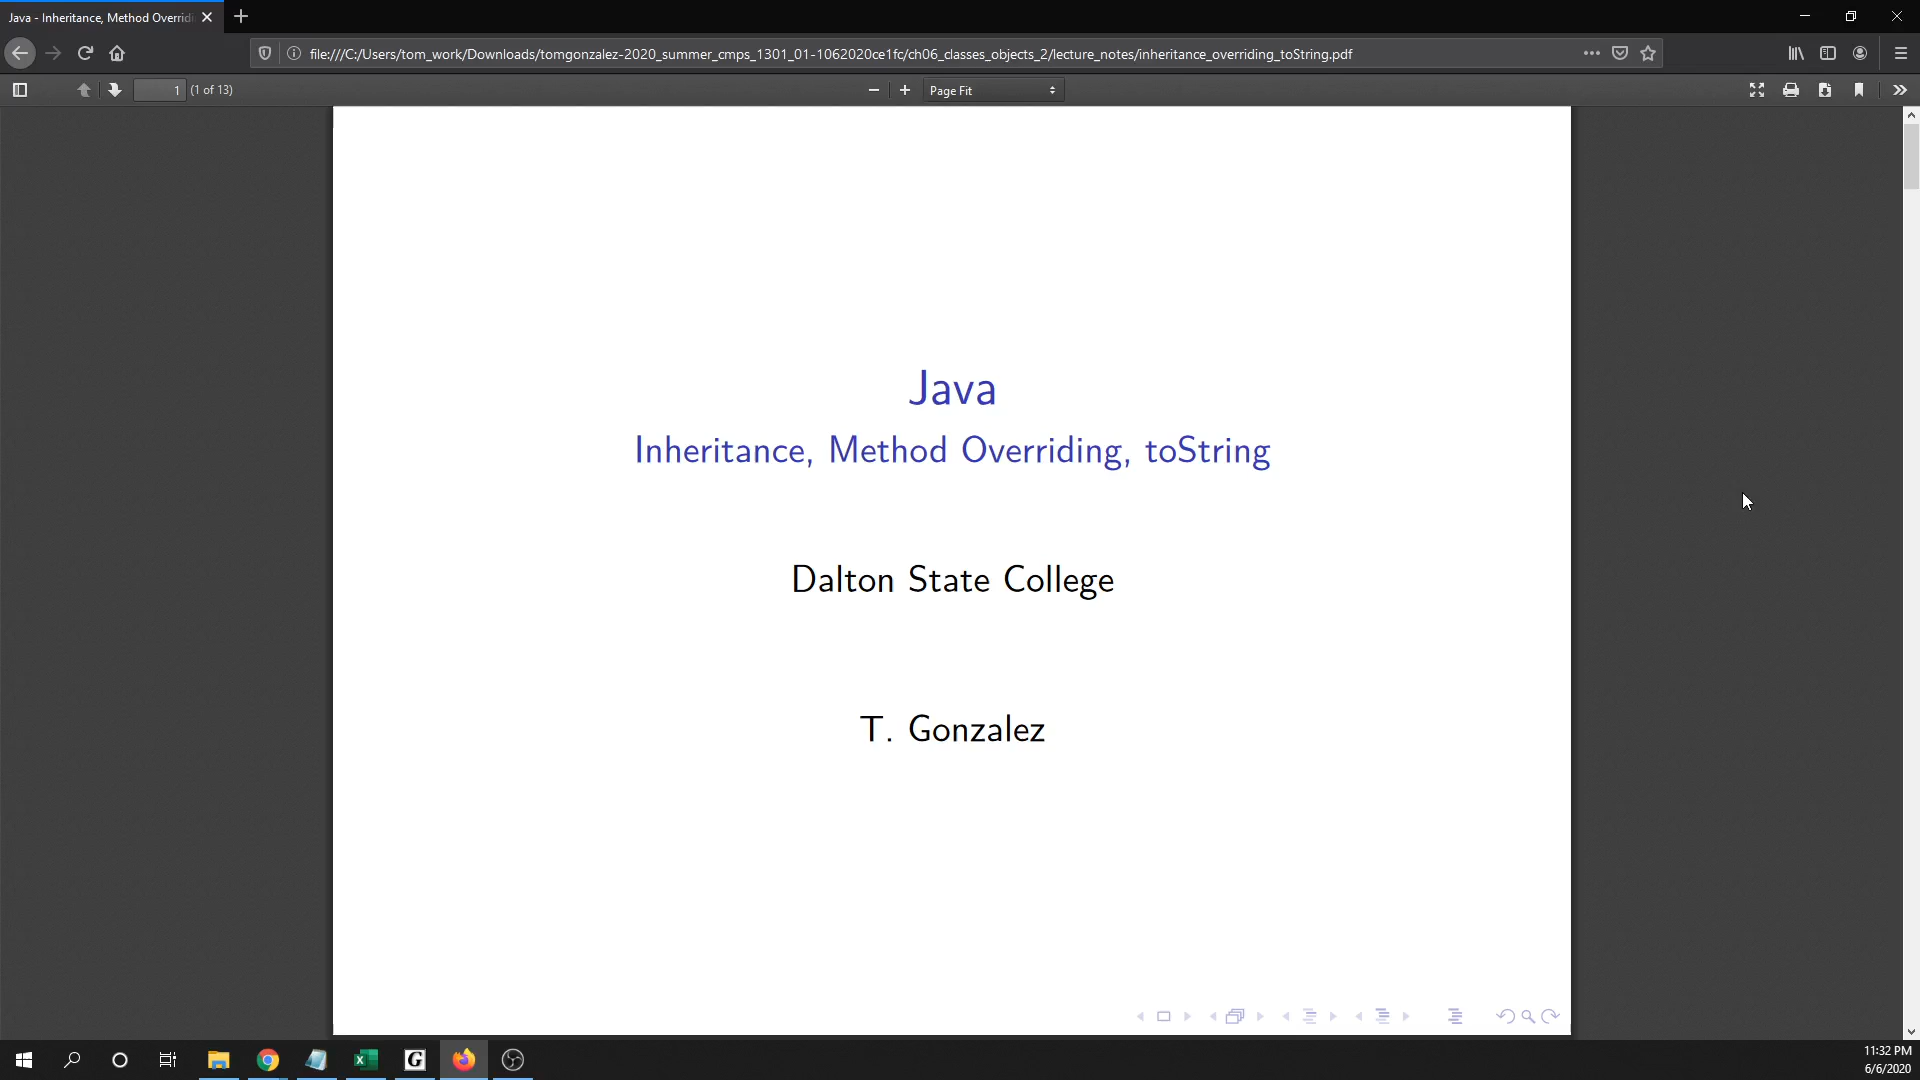 Java - Inheritance, Method Overridi
file:///C:/Users/tom_work/Downloads/tomgonzalez-2020_summer_cmps_1301_01-1062020ce1fc/ch06_classes_objects_2/lecture_notes/inheritance_overriding_toString.pdf
1 (1 of 13)
Page Fit
Java
Inheritance, Method Overriding, toString
Dalton State College
T. Gonzalez
11:32 PM
6/6/2020